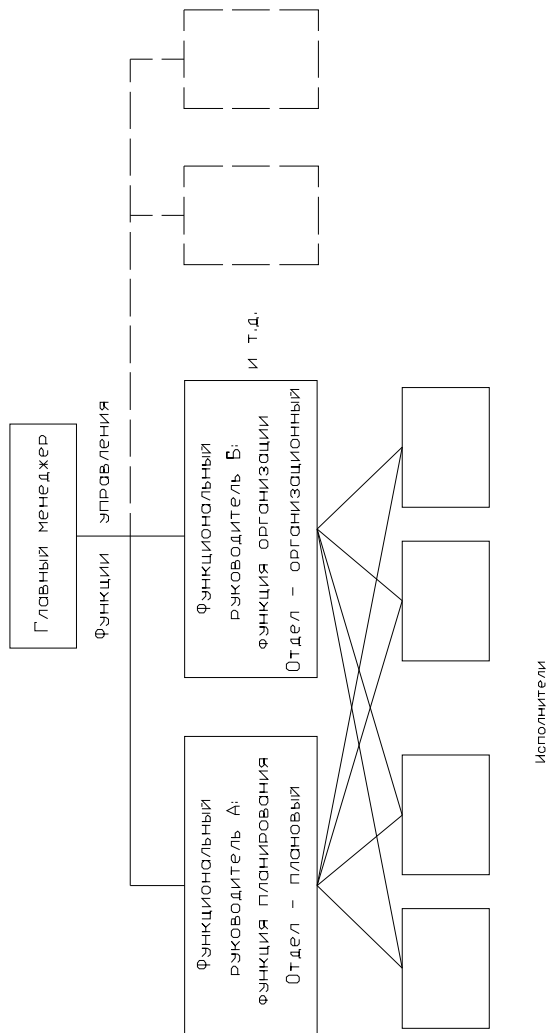 Главный менеджер
Функции управления
Функциональный
руководитель А:
функция планирования
Отдел - плановый
Функциональный
руководитель Б:
функция организации
Отдел - организационный
и т.д.
Исполнители